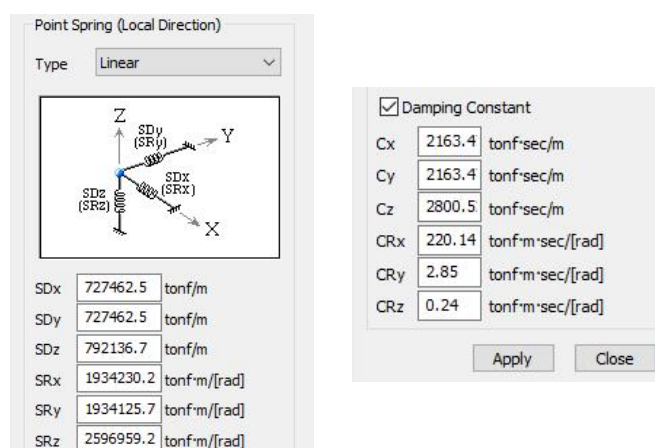 Point Spring (Local Direction)
Type Linear
Z
SDy
(SRy)
Y
SDx
(SRx)
SDz
(SRz)
X
SDx 727462.5 tonf/m
SDy 727462.5 tonf/m
SDz 792136.7 tonf/m
SRx 1934230.2 tonf·m/[rad]
SRy 1934125.7 tonf·m/[rad]
SRz 2596959.2 tonf·m/[rad]
Damping Constant
Cx 2163.4 tonf·sec/m
Cy 2163.4 tonf·sec/m
Cz 2800.5 tonf·sec/m
CRx 220.14 tonf·m·sec/[rad]
CRy 2.85 tonf·m·sec/[rad]
CRz 0.24 tonf·m·sec/[rad]
Apply Close